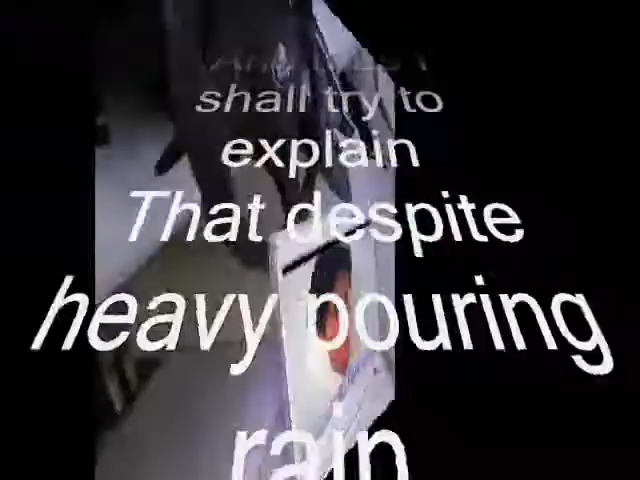 shall try to
explain
That despite
heavy pouring
rain